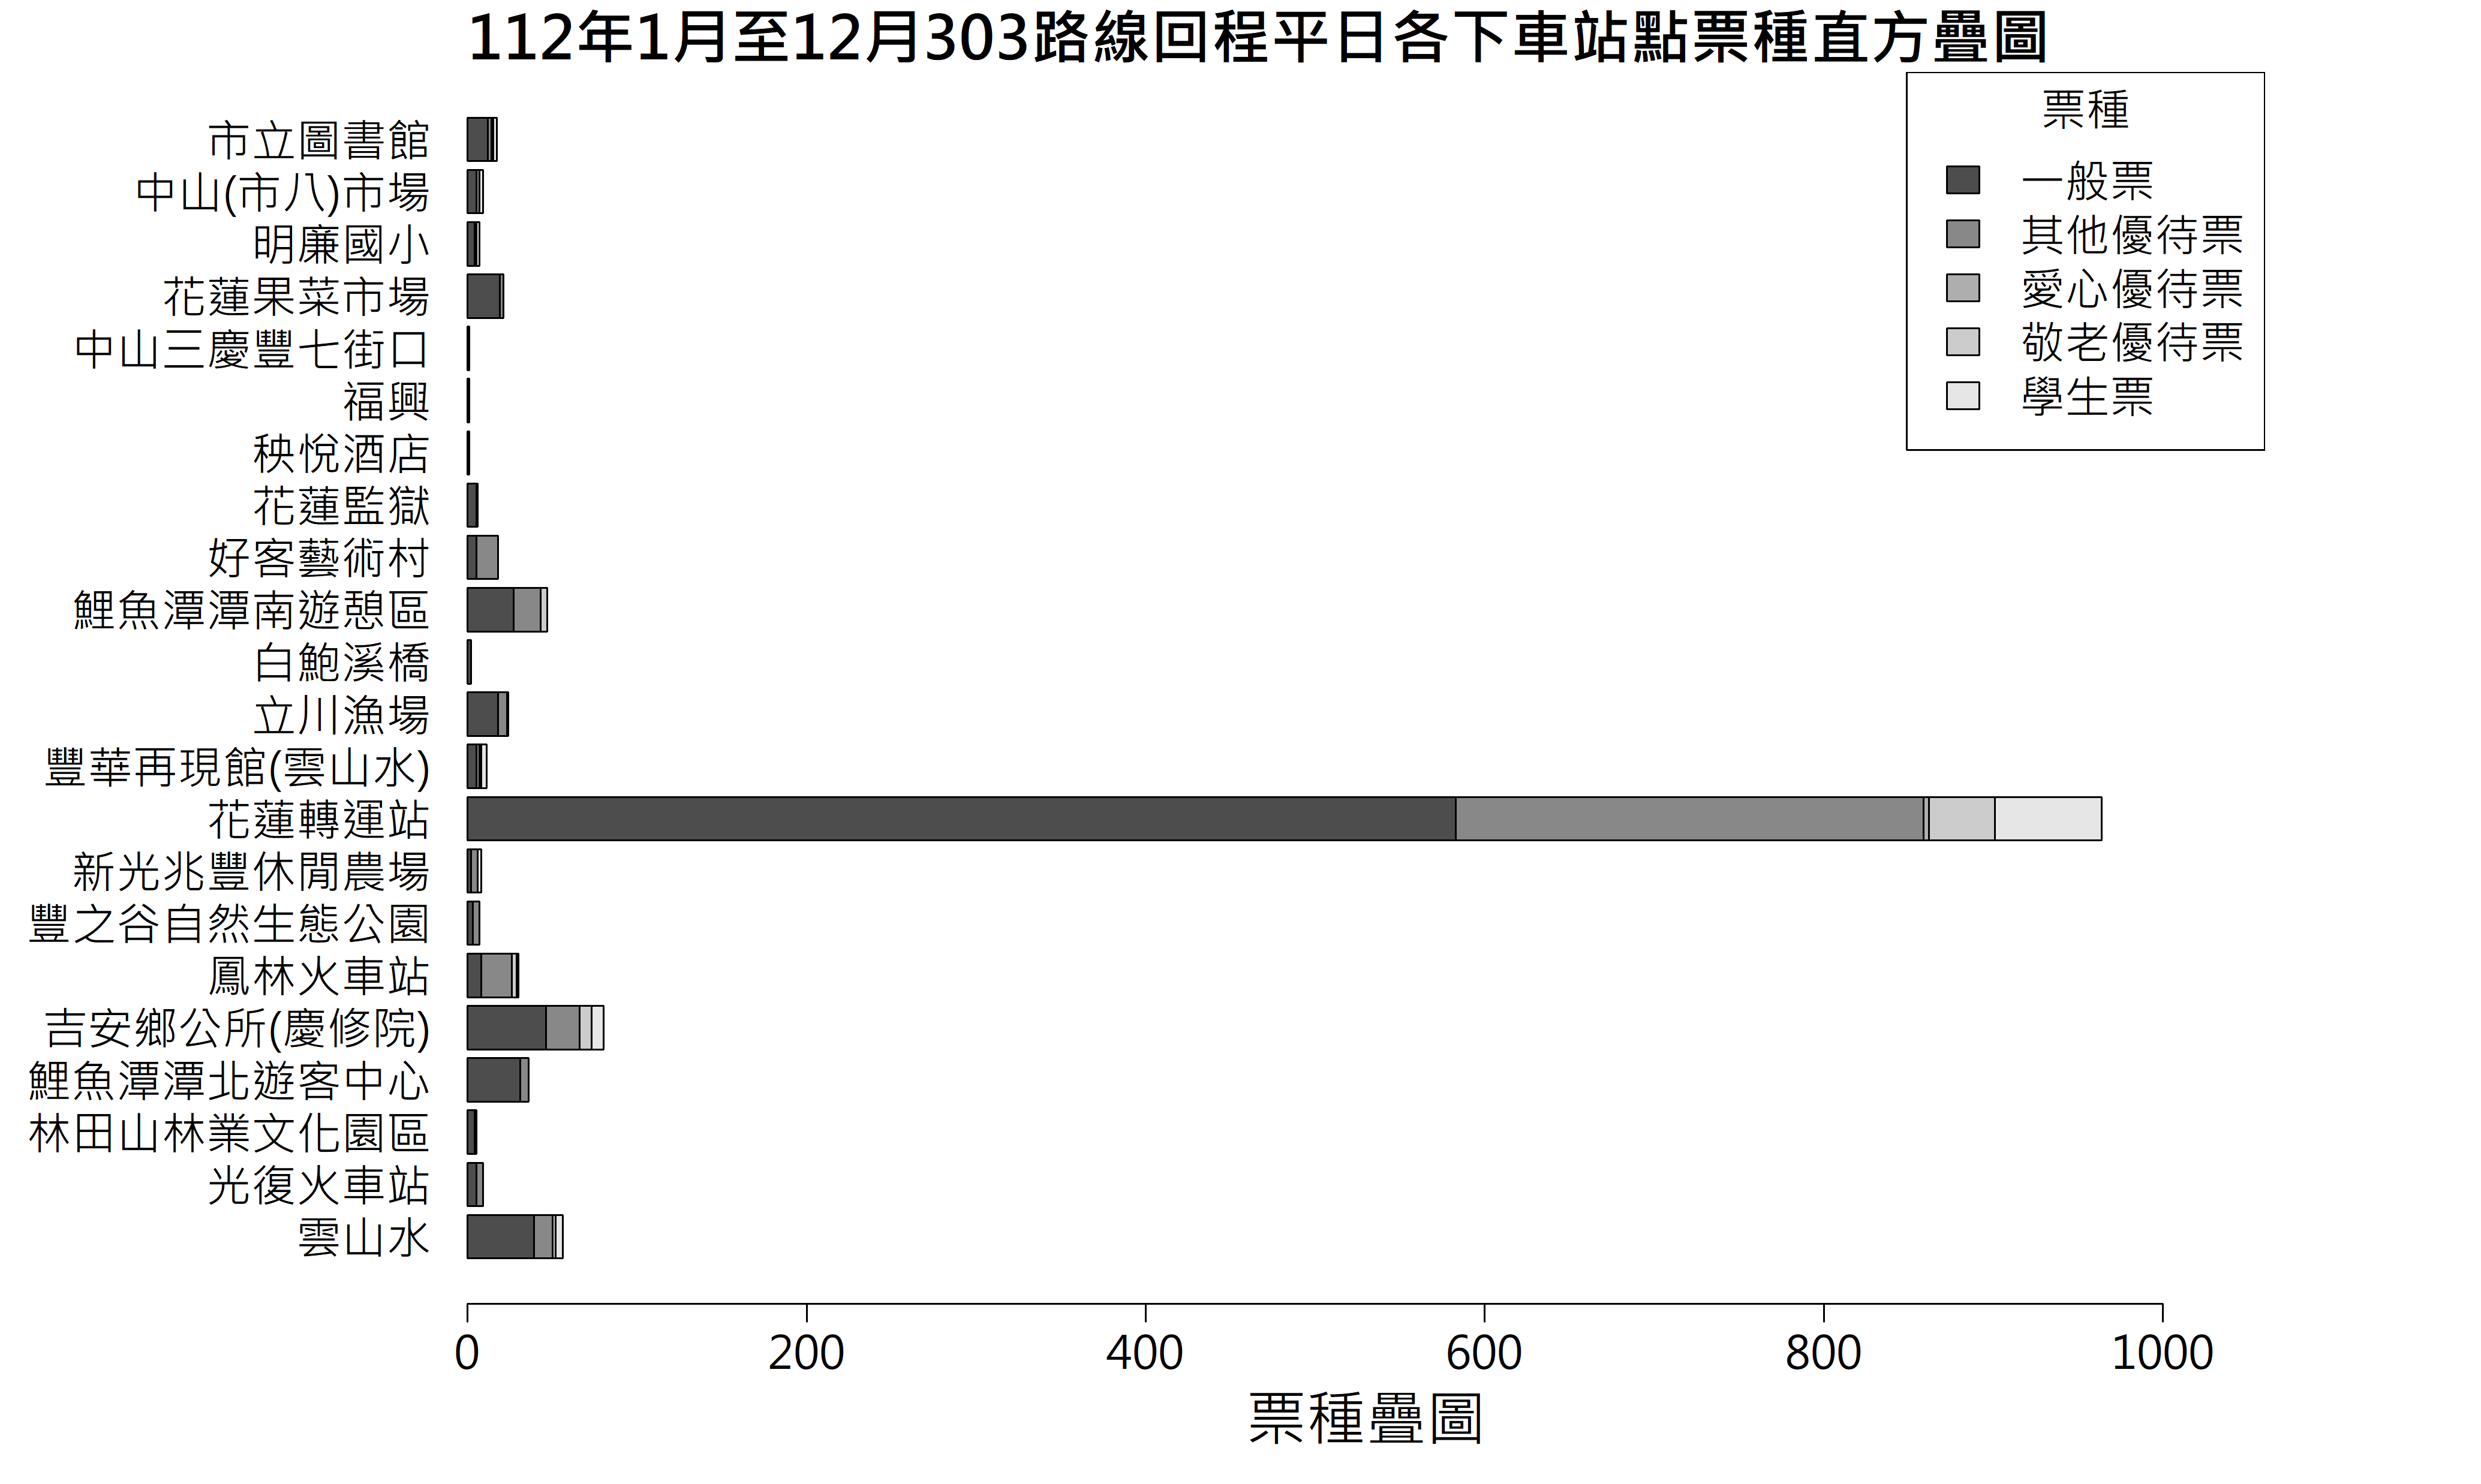 112年1月至12月303路線回程平日各下車站點票種直方疊圖
票種
一般票
其他優待票
愛心優待票
敬老優待票
學生票
市立圖書館
中山(市八)市場
明廉國小
花蓮果菜市場
中山三慶豐七街口
福興
秧悅酒店
花蓮監獄
好客藝術村
鯉魚潭潭南遊憩區
白鮑溪橋
立川漁場
豐華再現館(雲山水)
花蓮轉運站
新光兆豐休閒農場
豐之谷自然生態公園
鳳林火車站
吉安鄉公所(慶修院)
鯉魚潭潭北遊客中心
林田山林業文化園區
光復火車站
雲山水
0 200 400 600 800 1000
票種疊圖